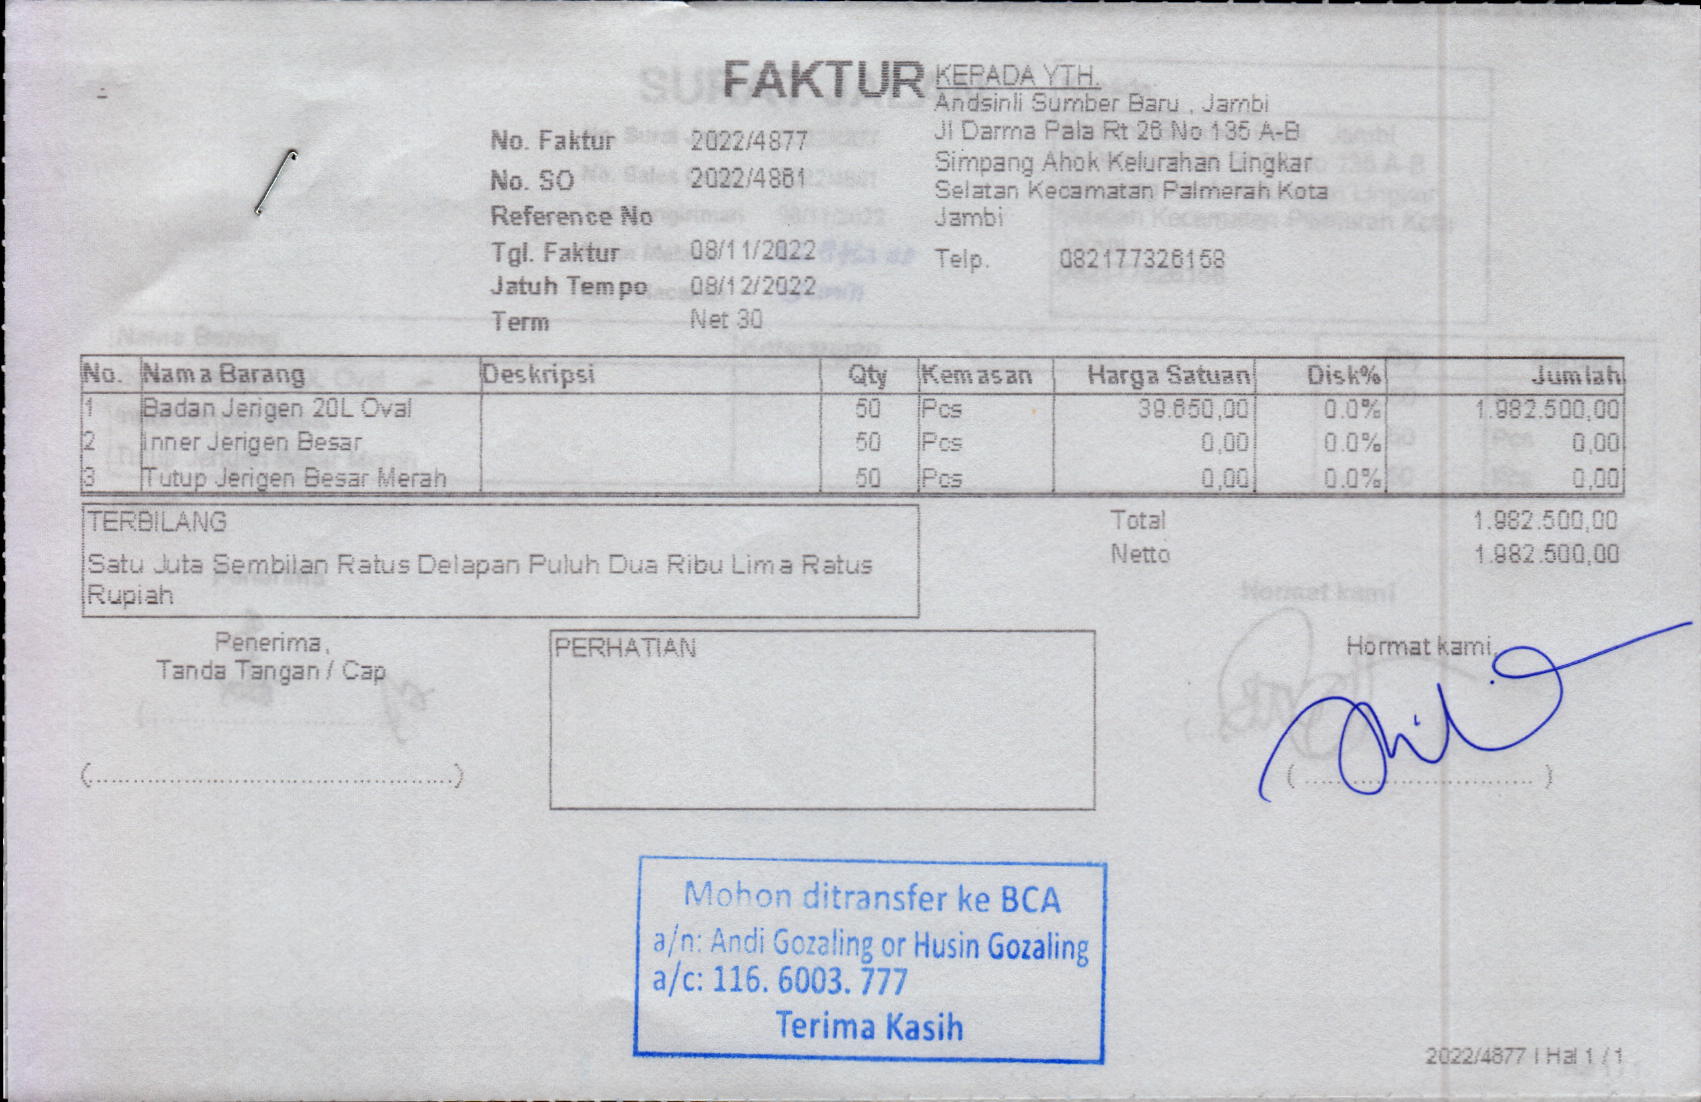 FAKTUR
No. Faktur 2022/4877
No. SO 2022/4861
Reference No
Tgl. Faktur 08/11/2022
Jatuh Tempo 08/12/2022
Term Net 30
KEPADA YTH.
Andsinli Sumber Baru , Jambi
Jl Darma Pala Rt 26 No 135 A-B
Simpang Ahok Kelurahan Lingkar
Selatan Kecamatan Palmerah Kota
Jambi
Telp. 082177326158
No. Nama Barang Deskripsi Qty Kemasan Harga Satuan Disk% Jumlah
1 Badan Jerigen 20L Oval 50 Pcs 39.650,00 0.0% 1.982.500,00
2 Inner Jerigen Besar 50 Pcs 0,00 0.0% 0,00
3 Tutup Jerigen Besar Merah 50 Pcs 0,00 0.0% 0,00
TERBILANG
Satu Juta Sembilan Ratus Delapan Puluh Dua Ribu Lima Ratus
Rupiah
Total 1.982.500,00
Netto 1.982.500,00
Penerima,
Tanda Tangan / Cap
(............................................)
PERHATIAN
Hormat kami,
( ............................ )
Mohon ditransfer ke BCA
a/n: Andi Gozaling or Husin Gozaling
a/c: 116. 6003. 777
Terima Kasih
2022/4877 | Hal 1 / 1